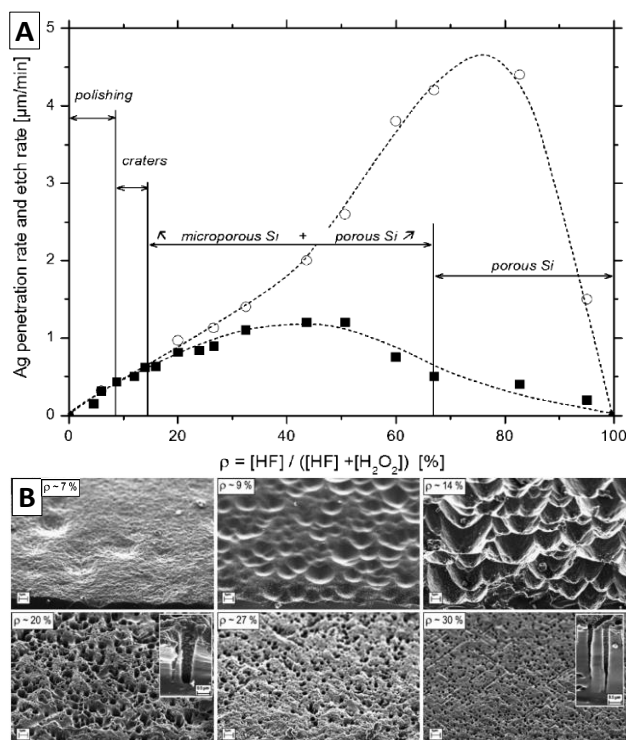 A
Ag penetration rate and etch rate [μm/min]
5
4
3
2
1
0
polishing
craters
microporous Si + porous Si
porous Si
0 20 40 60 80 100
ρ = [HF] / ([HF] +[H₂O₂]) [%]
B
ρ ~ 7 %
ρ ~ 9 %
ρ ~ 14 %
ρ ~ 20 %
ρ ~ 27 %
ρ ~ 30 %